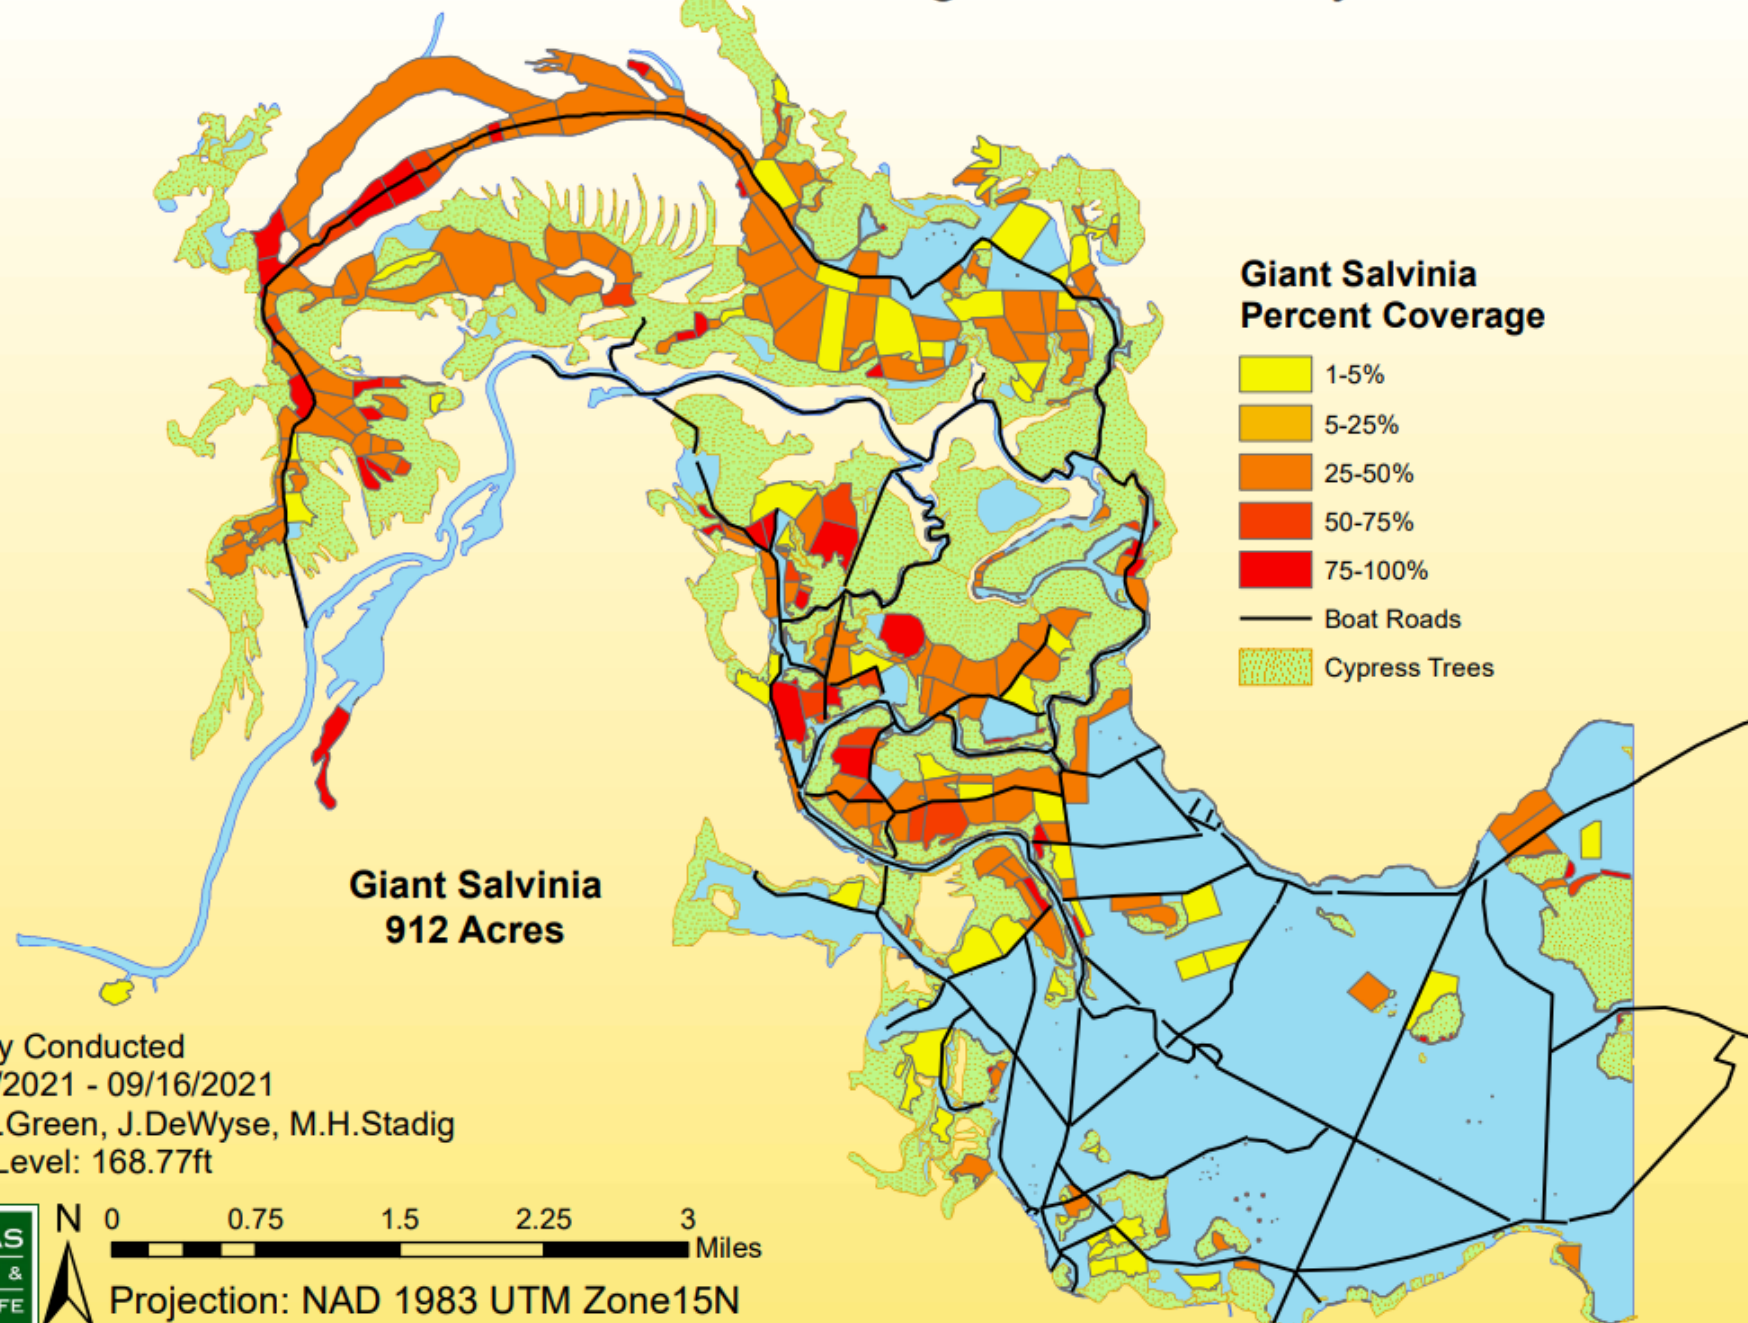 Giant Salvinia
Percent Coverage
1-5%
5-25%
25-50%
50-75%
75-100%
Boat Roads
Cypress Trees
Giant Salvinia
912 Acres
y Conducted
/2021 - 09/16/2021
.Green, J.DeWyse, M.H.Stadig
Level: 168.77ft
AS
&
FE
N
0 0.75 1.5 2.25 3
Miles
Projection: NAD 1983 UTM Zone15N